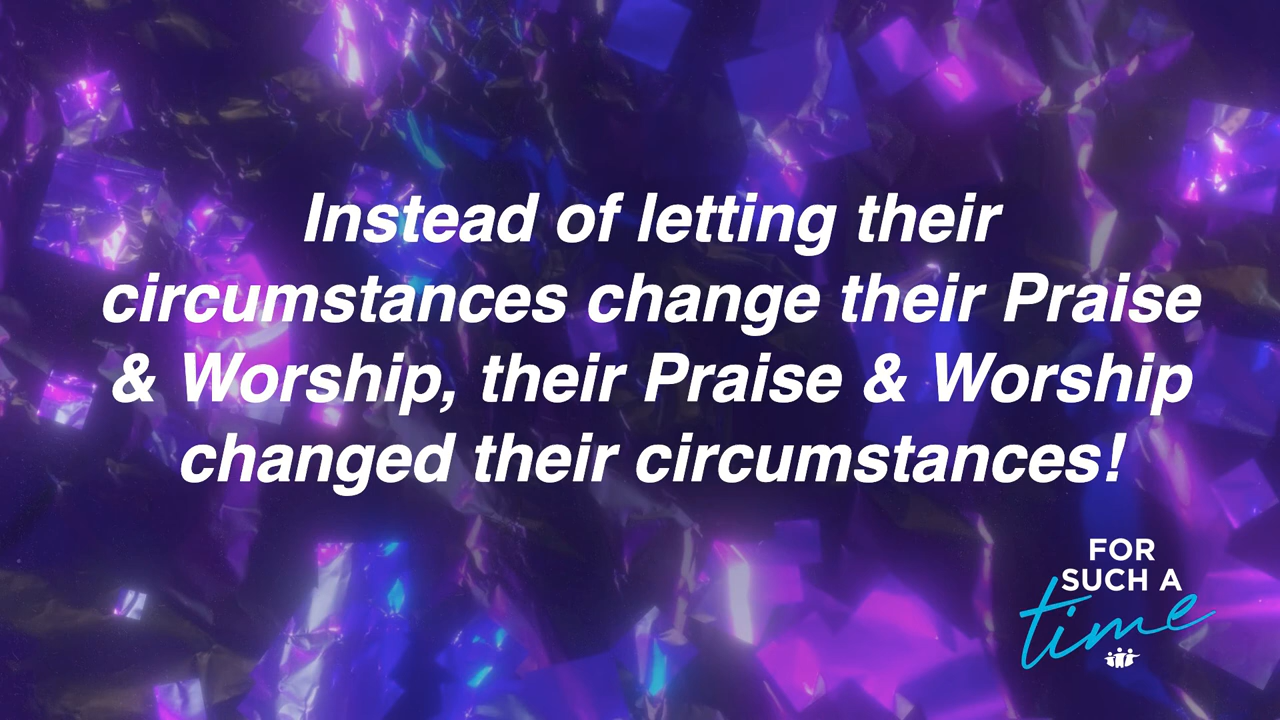 Instead of letting their
circumstances change their Praise
& Worship, their Praise & Worship
changed their circumstances!
FOR
SUCH A
time